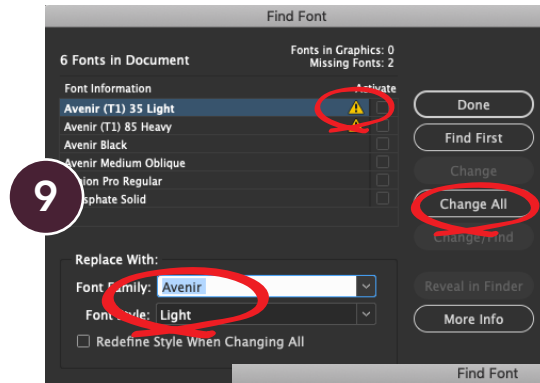 Find Font
6 Fonts in Document
Fonts in Graphics: 0
Missing Fonts: 2
Font Information
Activate
Avenir (T1) 35 Light
Avenir (T1) 85 Heavy
Avenir Black
Avenir Medium Oblique
Pro Regular
Solid
9
Done
Find First
Change
Change All
Change/Find
Reveal in Finder
More Info
Replace With:
Font Family: Avenir
Font Style: Light
Redefine Style When Changing All
Find Font